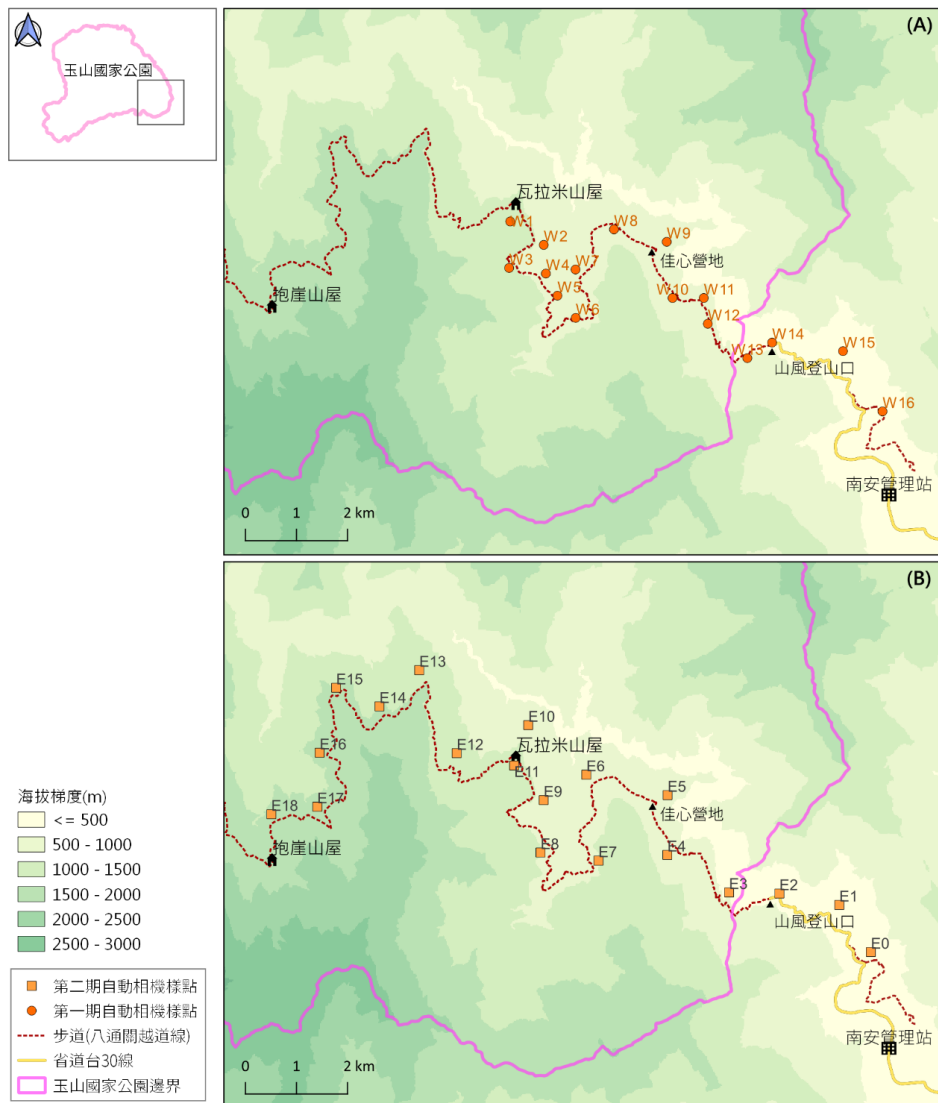 玉山國家公園
(A)
瓦拉米山屋
W1
W2
W3
W4
W5
W6
W7
W8
W9
佳心營地
W10
W11
W12
W13
W14
W15
山風登山口
W16
抱崖山屋
南安管理站
0 1 2 km
(B)
E13
E15
E14
E10
瓦拉米山屋
E16
E12
E11
E6
E5
E9
佳心營地
E17
E18
抱崖山屋
E8
E7
E4
E3
E2
E1
山風登山口
E0
南安管理站
0 1 2 km
海拔梯度(m)
<= 500
500 - 1000
1000 - 1500
1500 - 2000
2000 - 2500
2500 - 3000
第二期自動相機樣點
第一期自動相機樣點
步道(八通關越道線)
省道台30線
玉山國家公園邊界